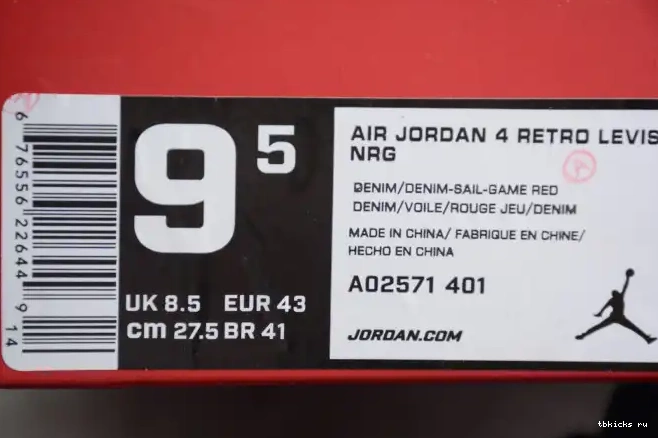 6 76556 22644 9 14
9 5
UK 8.5 EUR 43
cm 27.5 BR 41
AIR JORDAN 4 RETRO LEVIS
NRG
DENIM/DENIM-SAIL-GAME RED
DENIM/VOILE/ROUGE JEU/DENIM
MADE IN CHINA/ FABRIQUE EN CHINE/
HECHO EN CHINA
AO2571 401
JORDAN.COM
tbkicks ru